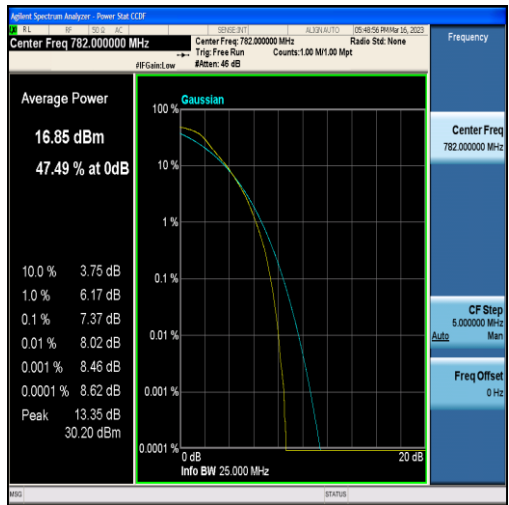 Agilent Spectrum Analyzer - Power Stat CCDF
RL RF 50 Ω AC SENSE:INT ALIGN AUTO 05:48:56 PM Mar 16, 2023
Center Freq 782.000000 MHz
Center Freq: 782.000000 MHz Radio Std: None
Trig: Free Run Counts:1.00 M/1.00 Mpt
#IFGain:Low #Atten: 46 dB
Frequency
Average Power
16.85 dBm
47.49 % at 0dB
10.0 % 3.75 dB
1.0 % 6.17 dB
0.1 % 7.37 dB
0.01 % 8.02 dB
0.001 % 8.46 dB
0.0001 % 8.62 dB
Peak 13.35 dB
30.20 dBm
Gaussian
100 %
10 %
1 %
0.1 %
0.01 %
0.001 %
0.0001 %
0 dB 20 dB
Info BW 25.000 MHz
Center Freq
782.000000 MHz
CF Step
5.000000 MHz
Auto Man
Freq Offset
0 Hz
MSG STATUS